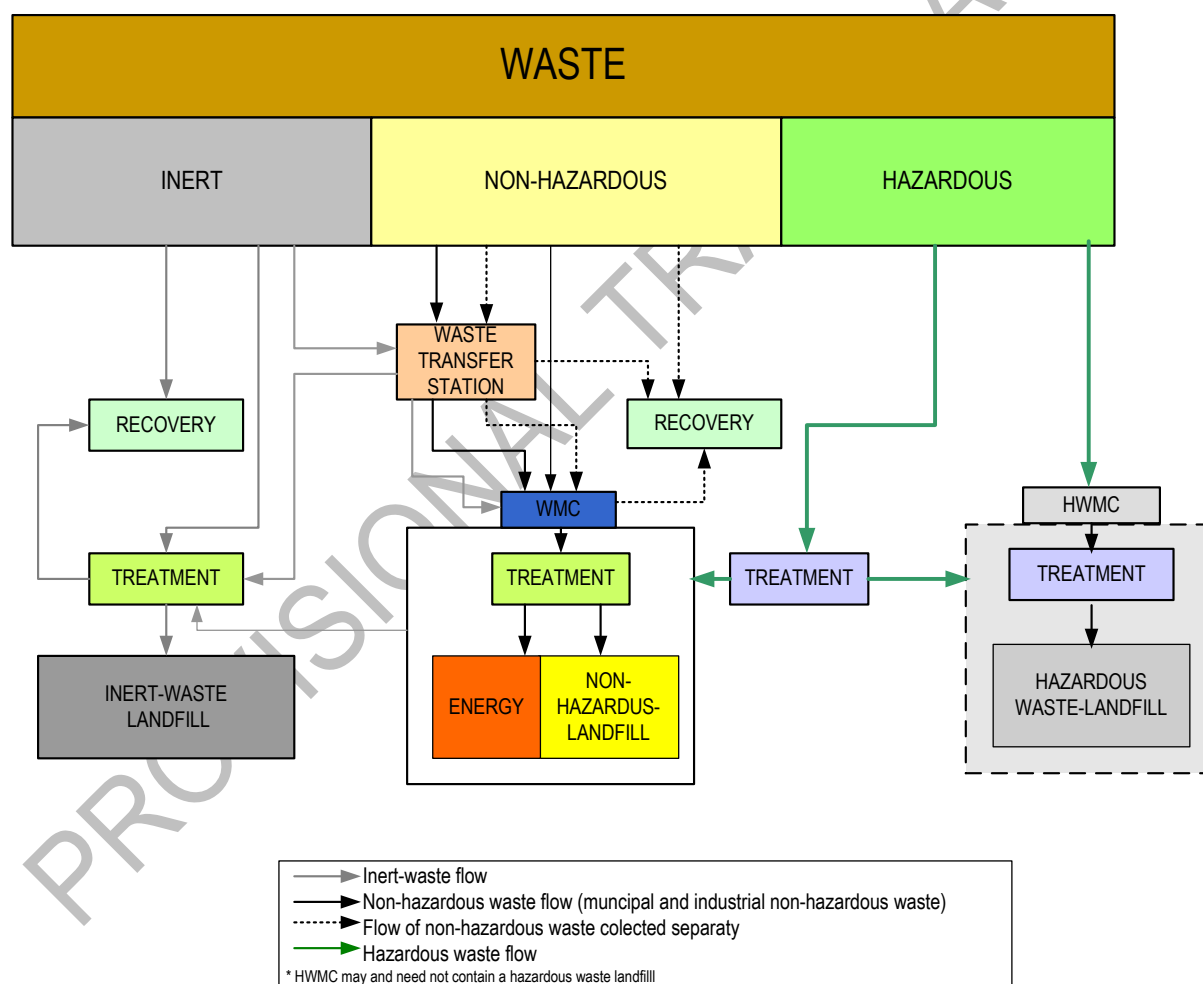 WASTE
INERT
NON-HAZARDOUS
HAZARDOUS
WASTE
TRANSFER
STATION
RECOVERY
RECOVERY
WMC
HWMC
TREATMENT
TREATMENT
TREATMENT
TREATMENT
INERT-WASTE
LANDFILL
ENERGY
NON-
HAZARDUS-
LANDFILL
HAZARDOUS
WASTE-LANDFILL
Inert-waste flow
Non-hazardous waste flow (muncipal and industrial non-hazardous waste)
Flow of non-hazardous waste colected separaty
Hazardous waste flow
* HWMC may and need not contain a hazardous waste landfilll
PROVISIONAL